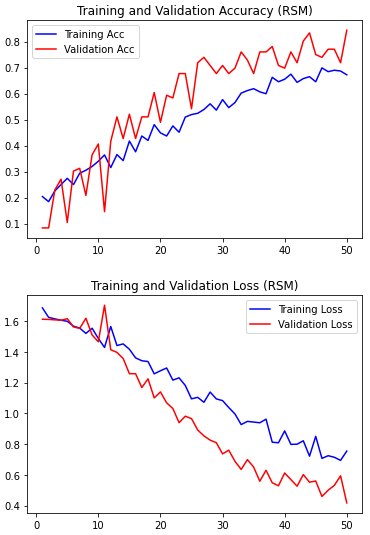 Training and Validation Accuracy (RSM)
Training Acc
Validation Acc
0.8
0.7
0.6
0.5
0.4
0.3
0.2
0.1
0 10 20 30 40 50
Training and Validation Loss (RSM)
Training Loss
Validation Loss
1.6
1.4
1.2
1.0
0.8
0.6
0.4
0 10 20 30 40 50